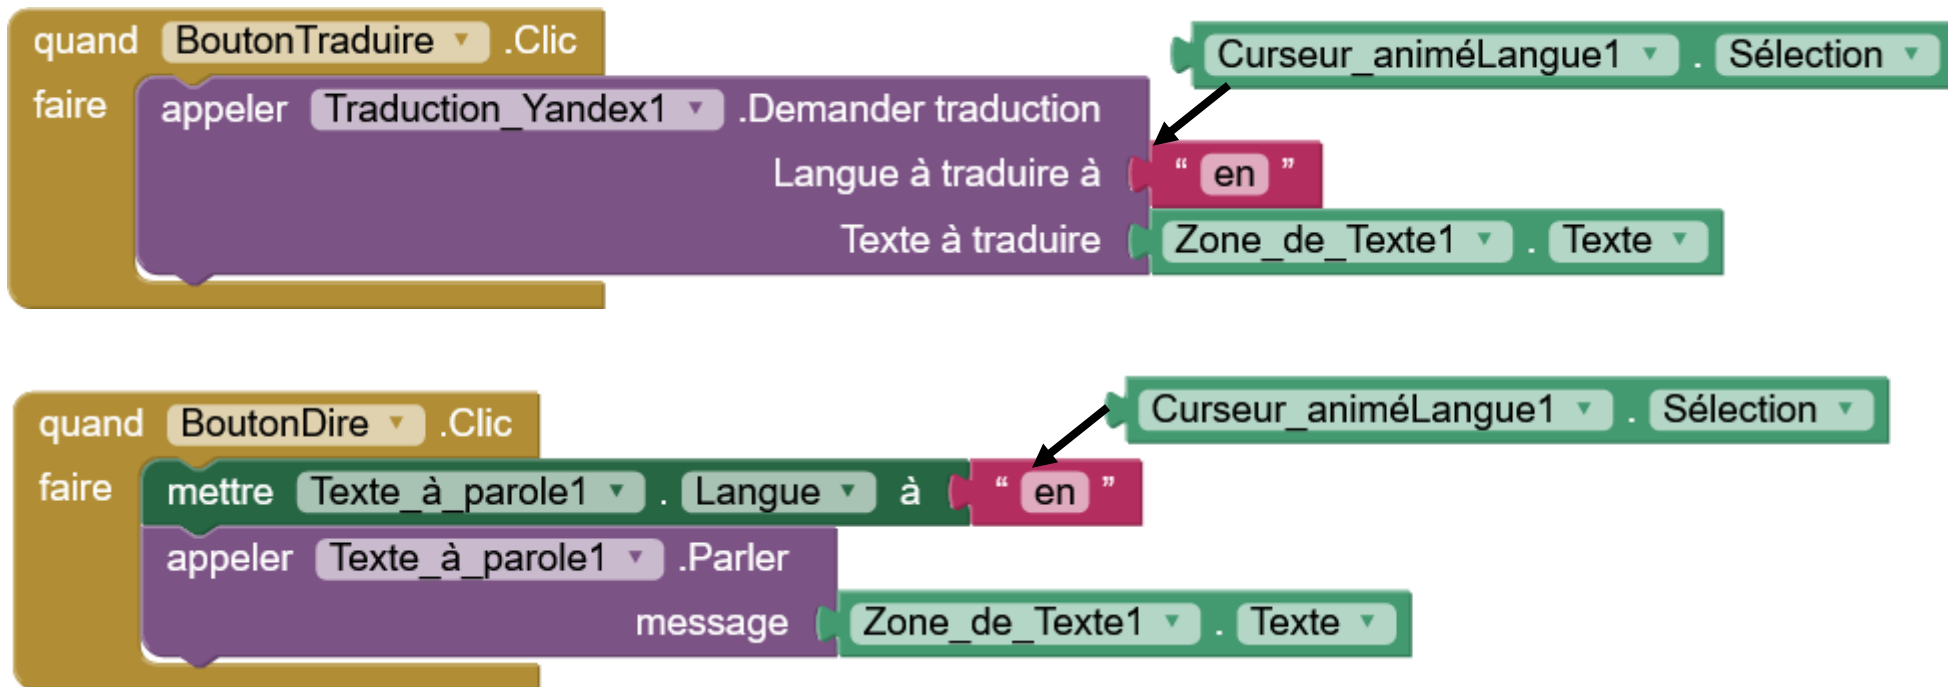 quand BoutonTraduire .Clic
Curseur_animéLangue1 . Sélection
faire appeler Traduction_Yandex1 .Demander traduction
Langue à traduire à “ en ”
Texte à traduire Zone_de_Texte1 . Texte
quand BoutonDire .Clic
Curseur_animéLangue1 . Sélection
faire mettre Texte_à_parole1 . Langue à “ en ”
appeler Texte_à_parole1 .Parler
message Zone_de_Texte1 . Texte